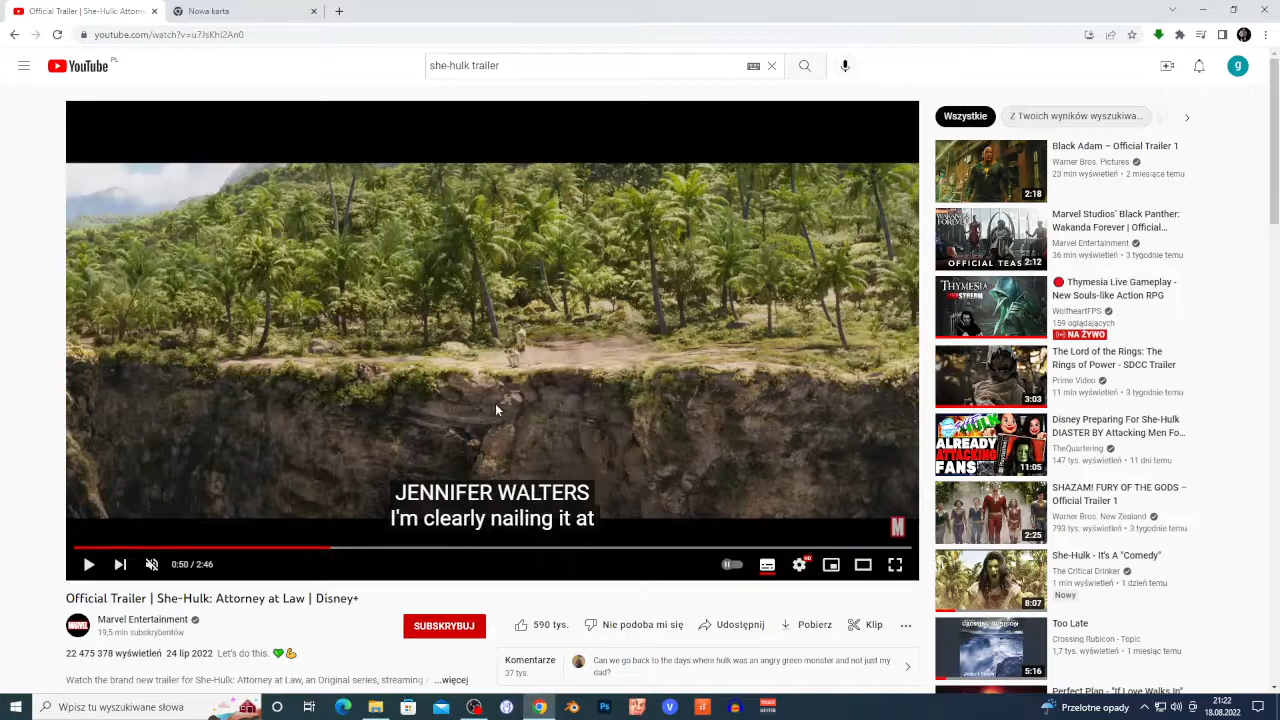 Official Trailer | She-Hulk: Attorn
Nowa karta
youtube.com/watch?v=u7JsKhI2An0
YouTube PL
she-hulk trailer
g
JENNIFER WALTERS
I'm clearly nailing it at
M
0:50 / 2:46
HD
Official Trailer | She-Hulk: Attorney at Law | Disney+
MARVEL
Marvel Entertainment
19,5 mln subskrybentów
SUBSKRYBUJ
590 tys.
Nie podoba mi się
Udostępnij
Pobierz
Klip
22 475 378 wyświetleń 24 lip 2022 Let's do this.
Watch the brand new trailer for She-Hulk: Attorney at Law, an Original series, streaming
...więcej
Komentarze
37 tys.
Can we go back to the days where hulk was an angry green monster and not just my
dad?
Wszystkie
Z Twoich wyników wyszukiwa...
2:18
Black Adam – Official Trailer 1
Warner Bros. Pictures
23 mln wyświetleń • 2 miesiące temu
WAKANDA
FOREVER
OFFICIAL TEAS
2:12
Marvel Studios' Black Panther:
Wakanda Forever | Official...
Marvel Entertainment
36 mln wyświetleń • 3 tygodnie temu
THYMESIA
LIVE STREAM
Thymesia Live Gameplay -
New Souls-like Action RPG
WolfheartFPS
159 oglądających
NA ŻYWO
3:03
The Lord of the Rings: The
Rings of Power - SDCC Trailer
Prime Video
11 mln wyświetleń • 3 tygodnie temu
HULK
ALREADY
ATTACKING
FANS
11:05
Disney Preparing For She-Hulk
DIASTER BY Attacking Men Fo...
TheQuartering
147 tys. wyświetleń • 11 dni temu
2:25
SHAZAM! FURY OF THE GODS –
Official Trailer 1
Warner Bros. New Zealand
793 tys. wyświetleń • 3 tygodnie temu
8:07
She-Hulk - It's A "Comedy"
The Critical Drinker
1 mln wyświetleń • 1 dzień temu
Nowy
CROSSING RUBICON
5:16
Too Late
Crossing Rubicon - Topic
1,7 tys. wyświetleń • 1 miesiąc temu
Perfect Plan - "If Love Walks In"
Wpisz tu wyszukiwane słowa
Ps
V
Przelotne opady
21:22
18.08.2022